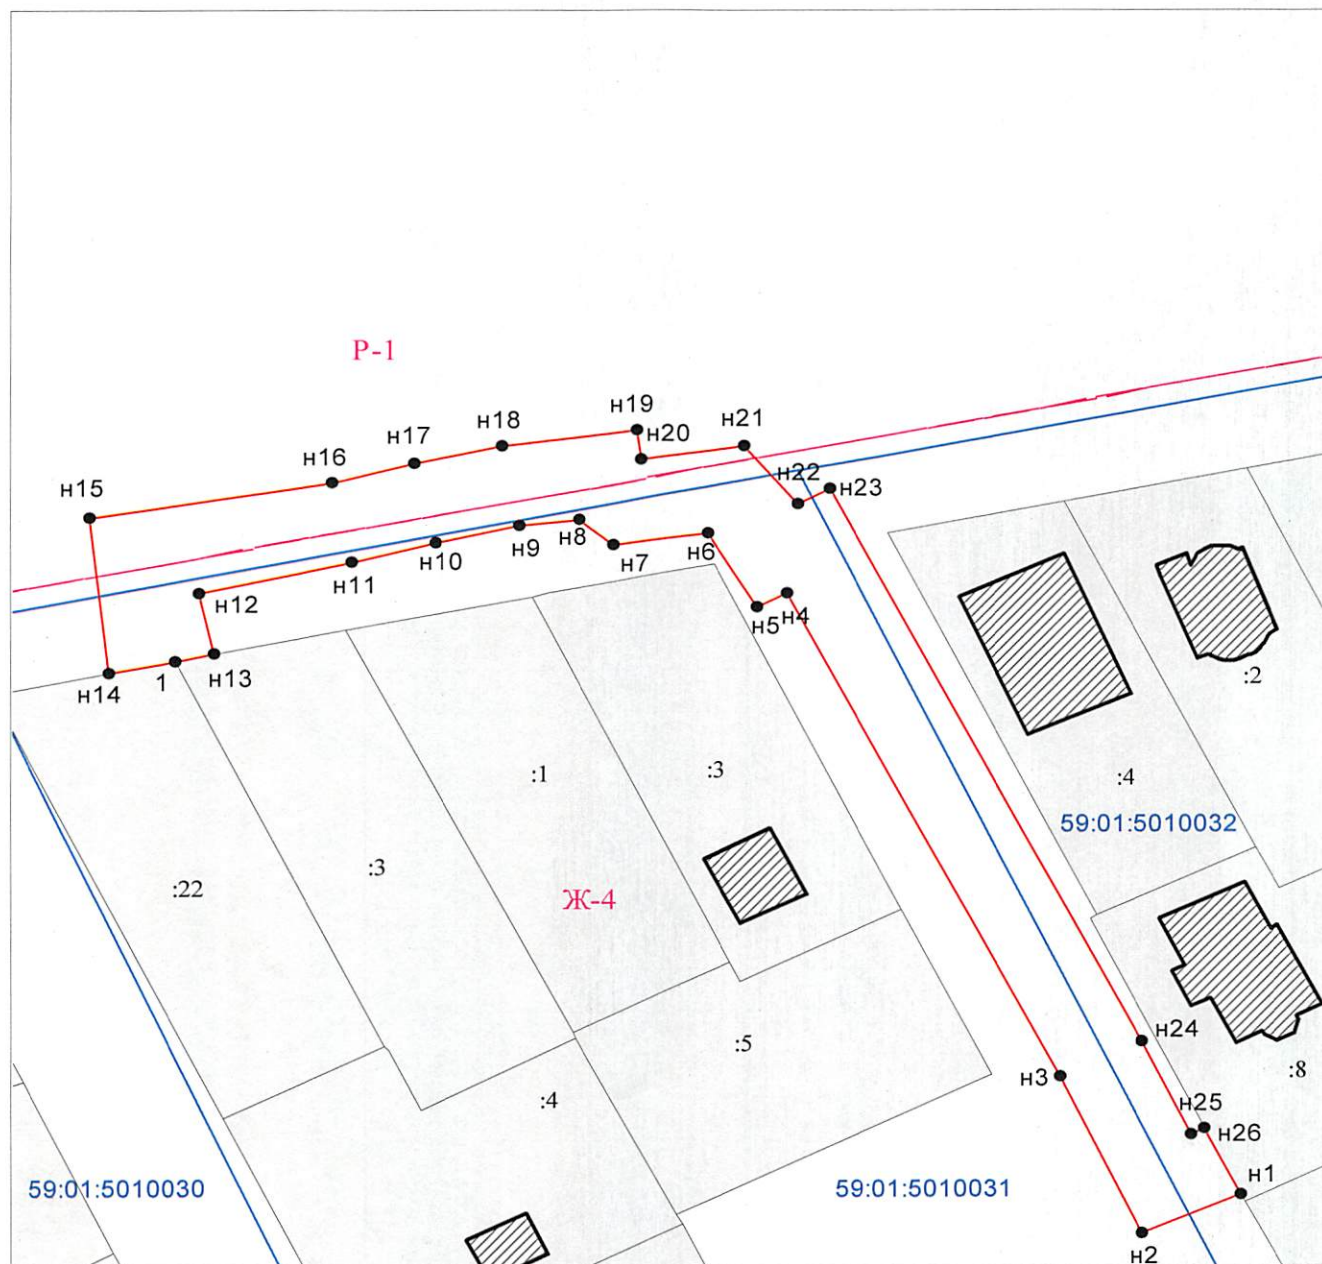 Р-1
н19
н18
н21
н20
н17
н16
н22
н23
н15
н8
н9
н6
н7
н10
н11
н12
н4
н5
н13
1
н14
:2
:1
:3
:4
59:01:5010032
:3
:22
Ж-4
н24
:5
н3
:8
:4
н25
н26
59:01:5010030
59:01:5010031
н1
н2